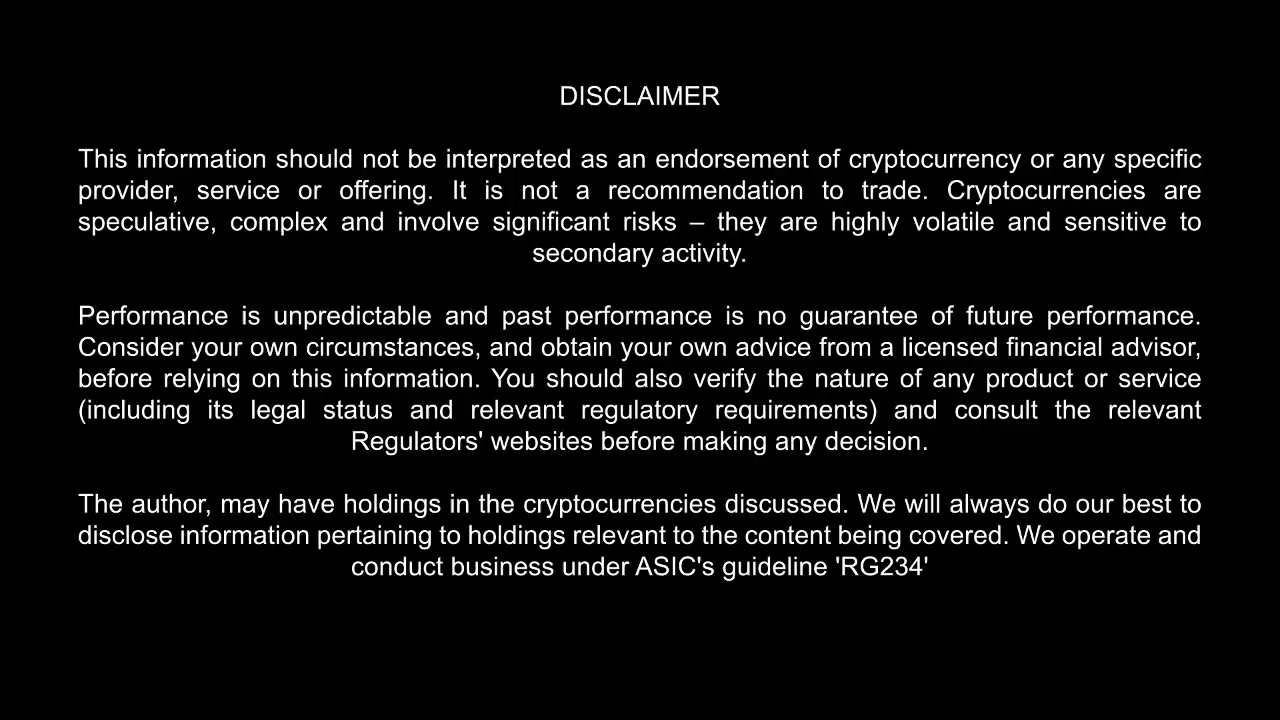 DISCLAIMER
This information should not be interpreted as an endorsement of cryptocurrency or any specific
provider, service or offering. It is not a recommendation to trade. Cryptocurrencies are
speculative, complex and involve significant risks – they are highly volatile and sensitive to
secondary activity.
Performance is unpredictable and past performance is no guarantee of future performance.
Consider your own circumstances, and obtain your own advice from a licensed financial advisor,
before relying on this information. You should also verify the nature of any product or service
(including its legal status and relevant regulatory requirements) and consult the relevant
Regulators' websites before making any decision.
The author, may have holdings in the cryptocurrencies discussed. We will always do our best to
disclose information pertaining to holdings relevant to the content being covered. We operate and
conduct business under ASIC's guideline 'RG234'